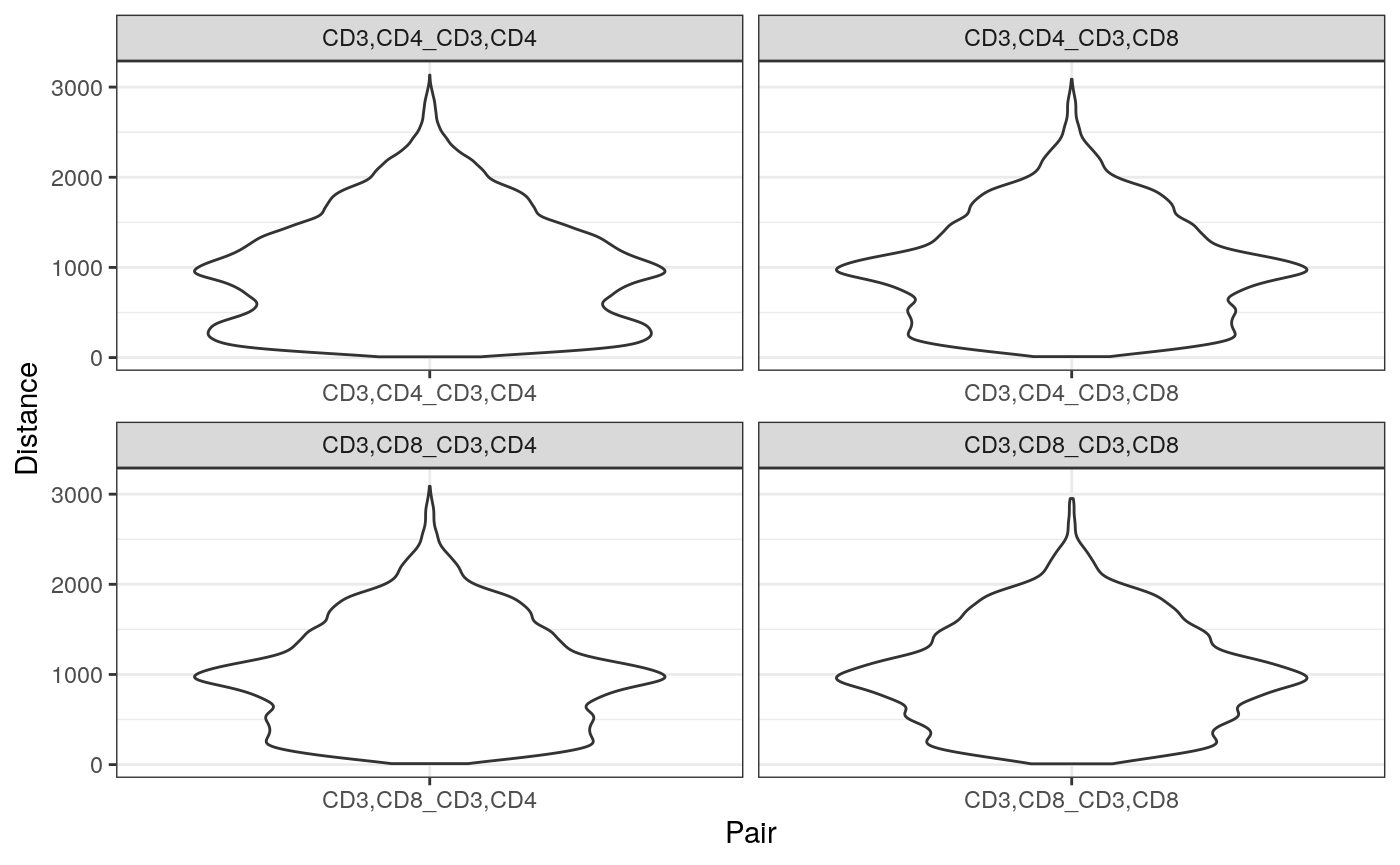 CD3,CD4_CD3,CD4
CD3,CD4_CD3,CD8
3000
2000
1000
0
CD3,CD4_CD3,CD4
CD3,CD4_CD3,CD8
Distance
CD3,CD8_CD3,CD4
CD3,CD8_CD3,CD8
3000
2000
1000
0
CD3,CD8_CD3,CD4
CD3,CD8_CD3,CD8
Pair